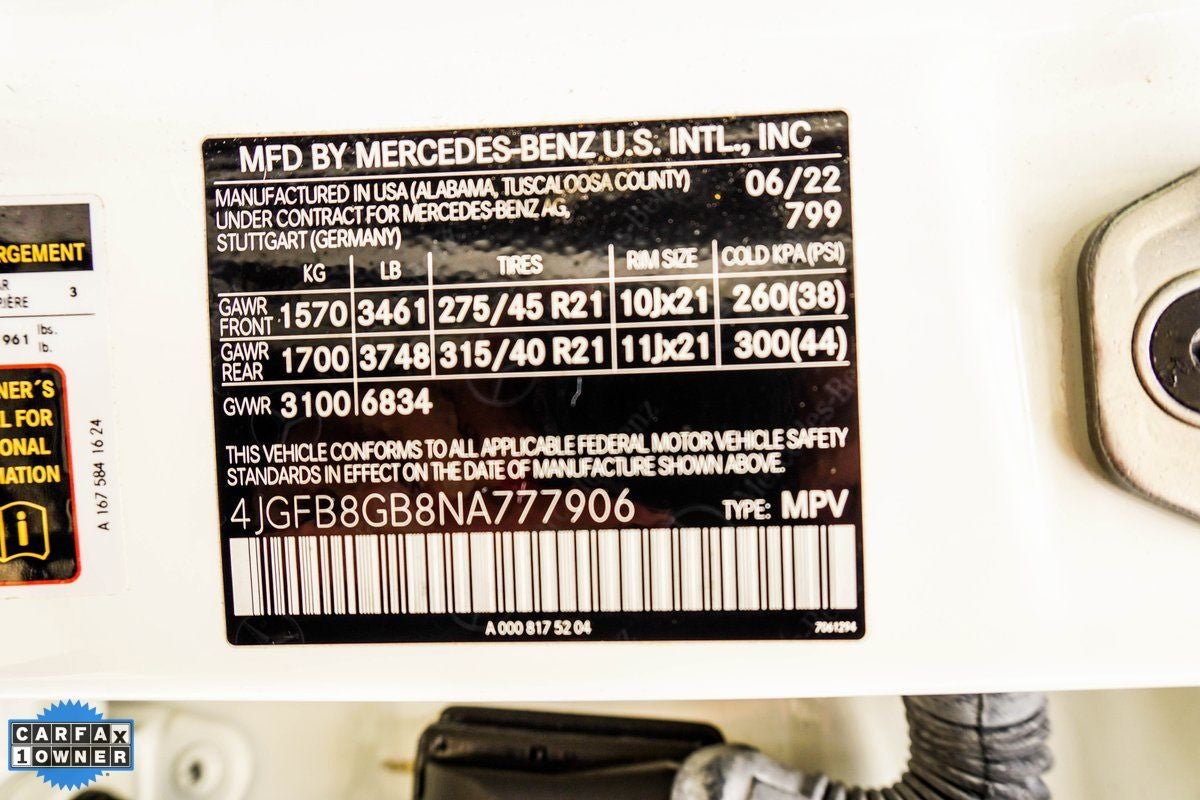 MFD BY MERCEDES-BENZ U.S. INTL., INC
MANUFACTURED IN USA (ALABAMA, TUSCALOOSA COUNTY) 06/22
UNDER CONTRACT FOR MERCEDES-BENZ AG, 799
STUTTGART (GERMANY)
KG LB TIRES RIM SIZE COLD KPA (PSI)
GAWR FRONT 1570 3461 275/45 R21 10Jx21 260(38)
GAWR REAR 1700 3748 315/40 R21 11Jx21 300(44)
GVWR 3100 6834
THIS VEHICLE CONFORMS TO ALL APPLICABLE FEDERAL MOTOR VEHICLE SAFETY
STANDARDS IN EFFECT ON THE DATE OF MANUFACTURE SHOWN ABOVE.
4JGFB8GB8NA777906 TYPE: MPV
A 000 817 52 04 7061294
RGEMENT
AR
PIÈRE 3
961 lbs.
lb.
NER´S
L FOR
ONAL
MATION
i
A 167 584 16 24
CARFAX
1 OWNER